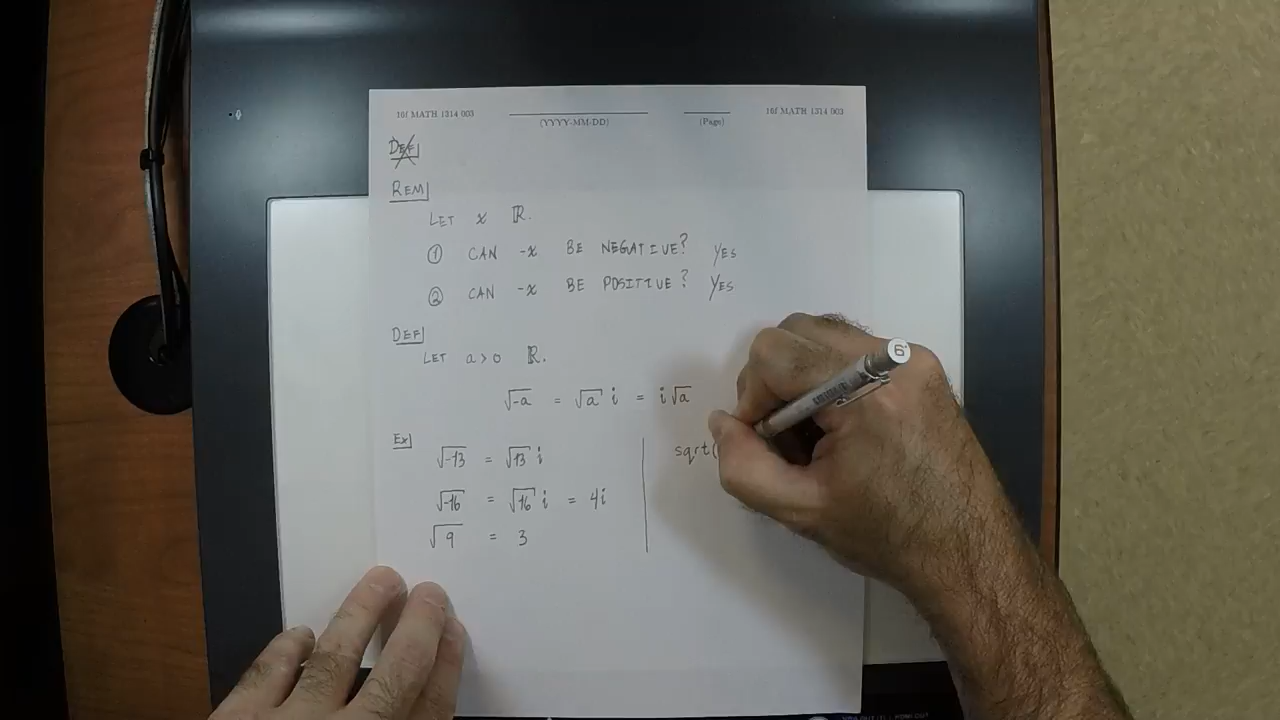 16f MATH 1314 003 (YYYY-MM-DD) (Page) 16f MATH 1314 003
DEF
REM
LET x ℝ.
① CAN -x BE NEGATIVE? YES
② CAN -x BE POSITIVE? YES
DEF
LET a>0 ℝ.
√-a = √a i = i√a
Ex
√-13 = √13 i
√-16 = √16 i = 4i
√9 = 3
sqrt(